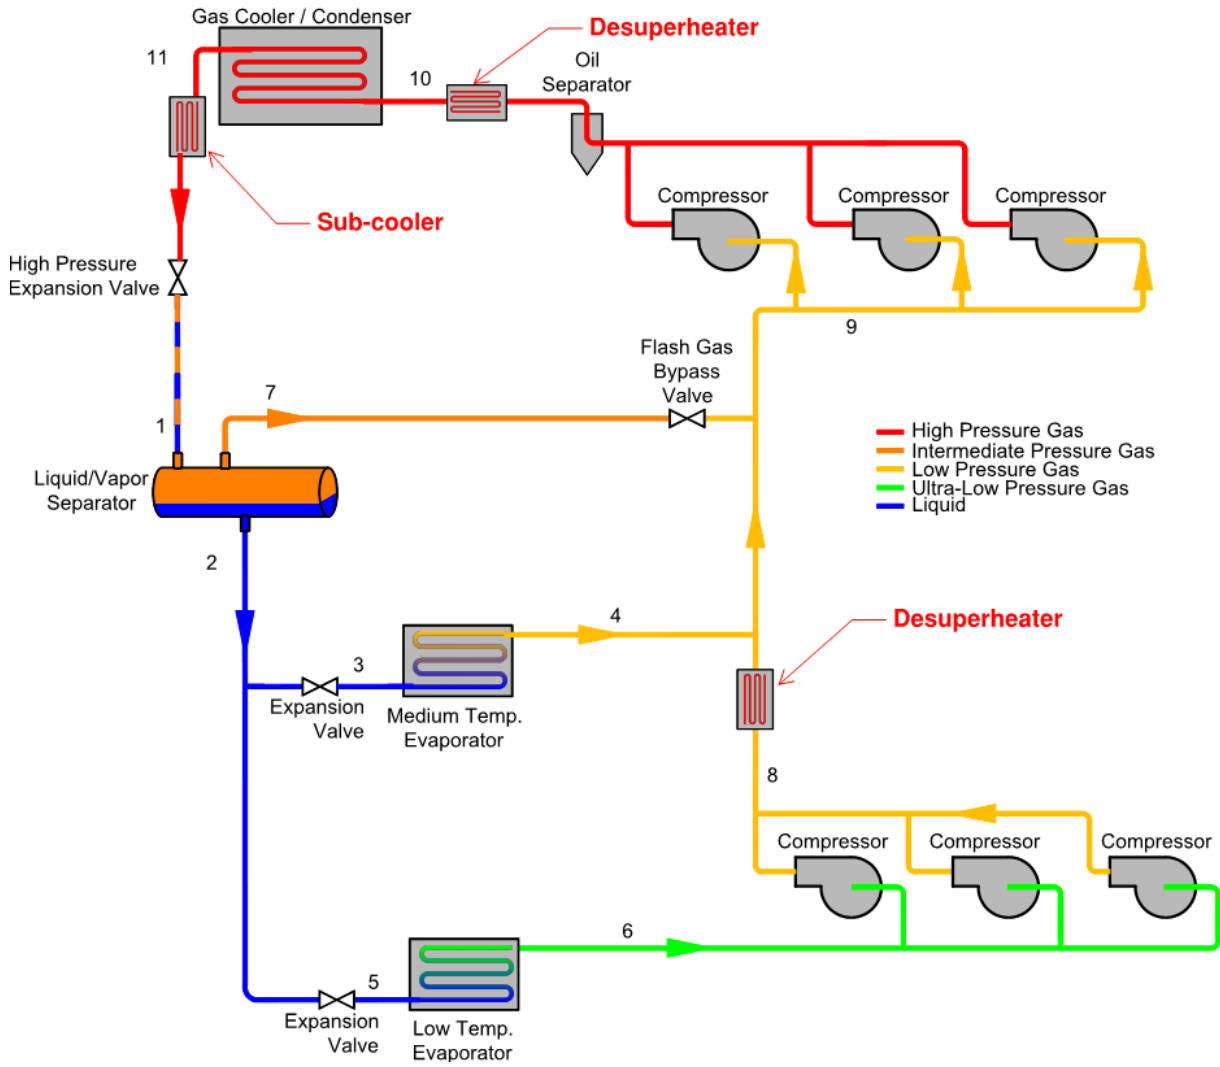 Gas Cooler / Condenser
Desuperheater
11
10
Oil
Separator
Sub-cooler
Compressor
Compressor
Compressor
High Pressure
Expansion Valve
9
Flash Gas
Bypass
Valve
7
1
High Pressure Gas
Intermediate Pressure Gas
Low Pressure Gas
Ultra-Low Pressure Gas
Liquid
Liquid/Vapor
Separator
2
4
Desuperheater
3
Expansion
Valve
Medium Temp.
Evaporator
8
Compressor
Compressor
Compressor
6
5
Expansion
Valve
Low Temp.
Evaporator